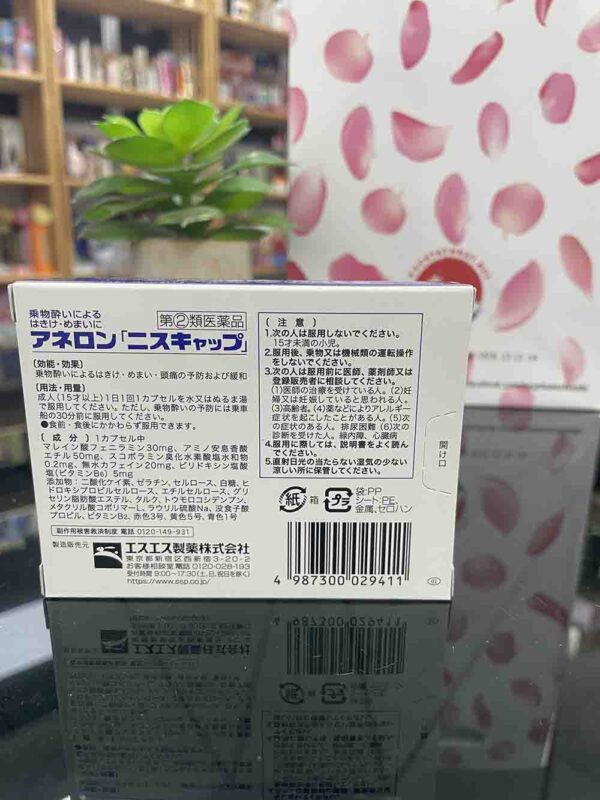 乗物酔いによる
はきけ・めまいに
指定第②類医薬品
アネロン「ニスキャップ」
〔効能・効果〕
乗物酔いによるはきけ・めまい・頭痛の予防および緩和
〔用法・用量〕
成人(15才以上)1日1回1カプセルを水又はぬるま湯
で服用してください。ただし、乗物酔いの予防には乗車
船の30分前に服用してください。
●食前・食後にかかわらず服用できます。
〔成 分〕1カプセル中
マレイン酸フェニラミン30mg、アミノ安息香酸
エチル50mg、スコポラミン臭化水素酸塩水和物
0.2mg、無水カフェイン20mg、ピリドキシン塩酸
塩(ビタミンB6)5mg
添加物:二酸化ケイ素、ゼラチン、セルロース、白糖、ヒ
ドロキシプロピルセルロース、エチルセルロース、グリ
セリン脂肪酸エステル、タルク、トウモロコシデンプン、
メタクリル酸コポリマーL、ラウリル硫酸Na、没食子酸
プロピル、ビタミンB2、赤色3号、黄色5号、青色1号
副作用被害救済制度 電話 0120-149-931
製造販売元
エスエス製薬株式会社
東京都新宿区西新宿3-20-2
お客様相談室 電話 0120-028-193
受付時間 9:00〜17:30(土、日、祝日を除く)
https://www.ssp.co.jp/
〔注 意〕
1.次の人は服用しないでください。
15才未満の小児。
2.服用後、乗物又は機械類の運転操作
をしないでください。
3.次の人は服用前に医師、薬剤師又は
登録販売者に相談してください。
(1)医師の治療を受けている人。(2)妊
婦又は妊娠していると思われる人。
(3)高齢者。(4)薬などによりアレルギー
症状を起こしたことがある人。(5)次
の症状のある人。 排尿困難 (6)次の
診断を受けた人。 緑内障、心臓病
4.服用に際しては、説明書をよく読ん
でください。
5.直射日光の当たらない湿気の少ない
涼しい所に保管してください。
開け口
紙 箱
プラ
袋:PP
シート:PE、
金属、セロハン
4 987300 029411